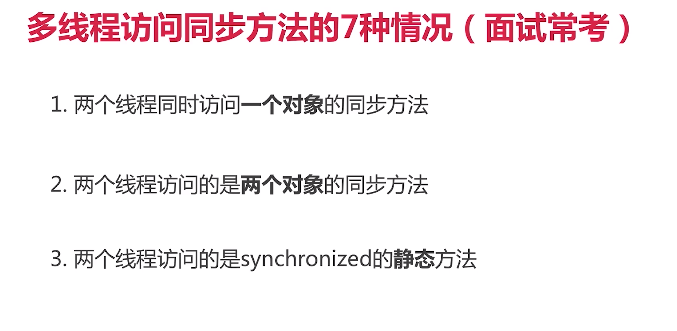 多线程访问同步方法的7种情况（面试常考）
1. 两个线程同时访问一个对象的同步方法
2. 两个线程访问的是两个对象的同步方法
3. 两个线程访问的是synchronized的静态方法